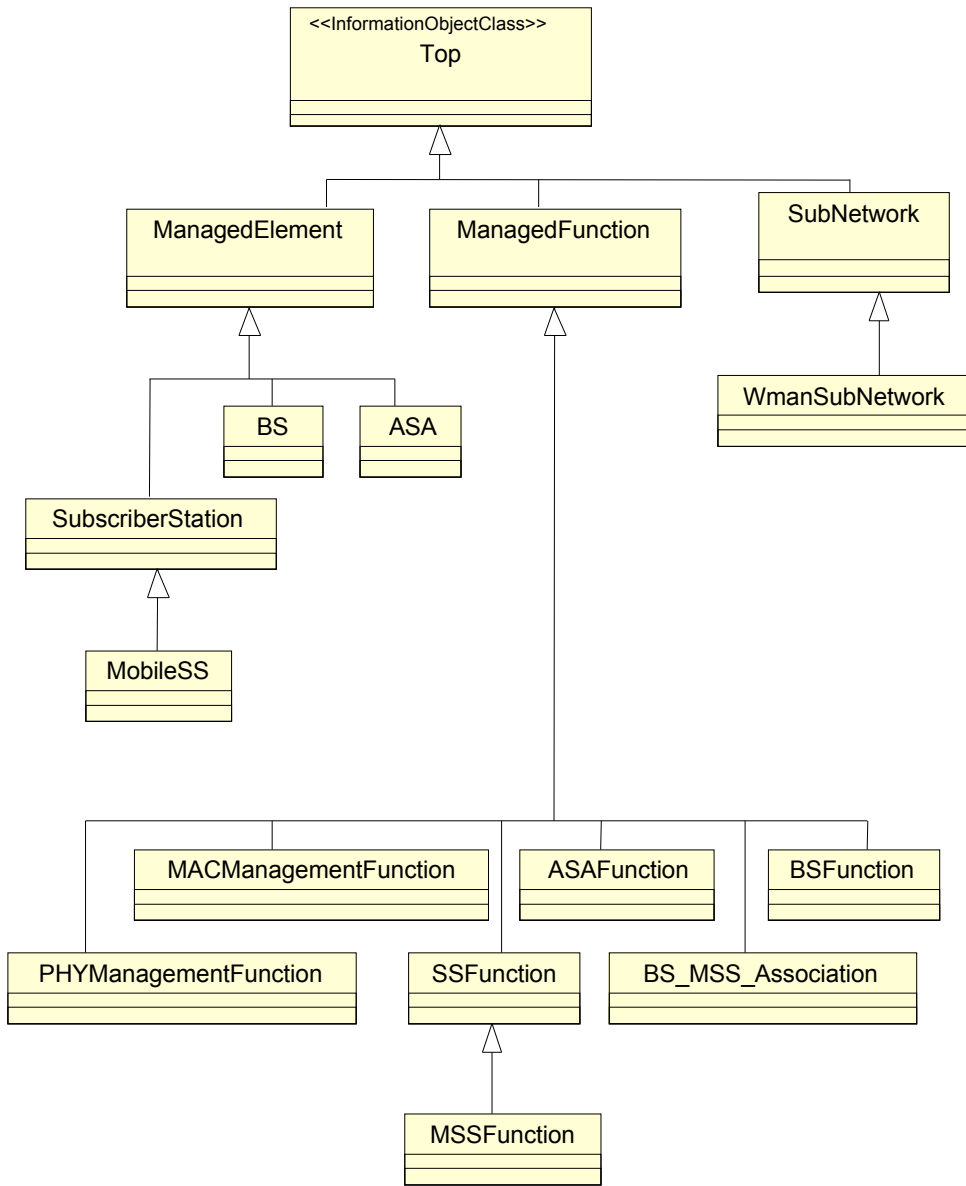 <<InformationObjectClass>>
Top
ManagedElement
ManagedFunction
SubNetwork
WmanSubNetwork
BS
ASA
SubscriberStation
MobileSS
MACManagementFunction
ASAFunction
BSFunction
PHYManagementFunction
SSFunction
BS_MSS_Association
MSSFunction